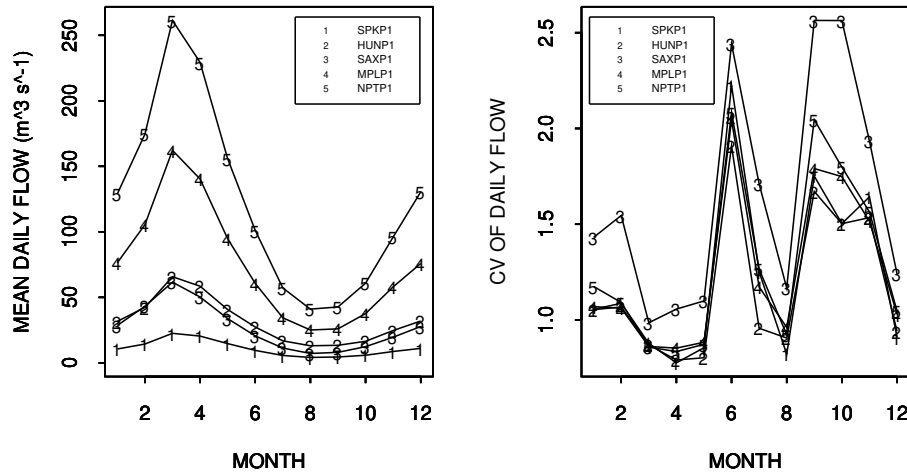 MEAN DAILY FLOW (m^3 s^-1)
250
200
150
100
50
0
2 4 6 8 10 12
MONTH
1 SPKP1
2 HUNP1
3 SAXP1
4 MPLP1
5 NPTP1
CV OF DAILY FLOW
2.5
2.0
1.5
1.0
2 4 6 8 10 12
MONTH
1 SPKP1
2 HUNP1
3 SAXP1
4 MPLP1
5 NPTP1